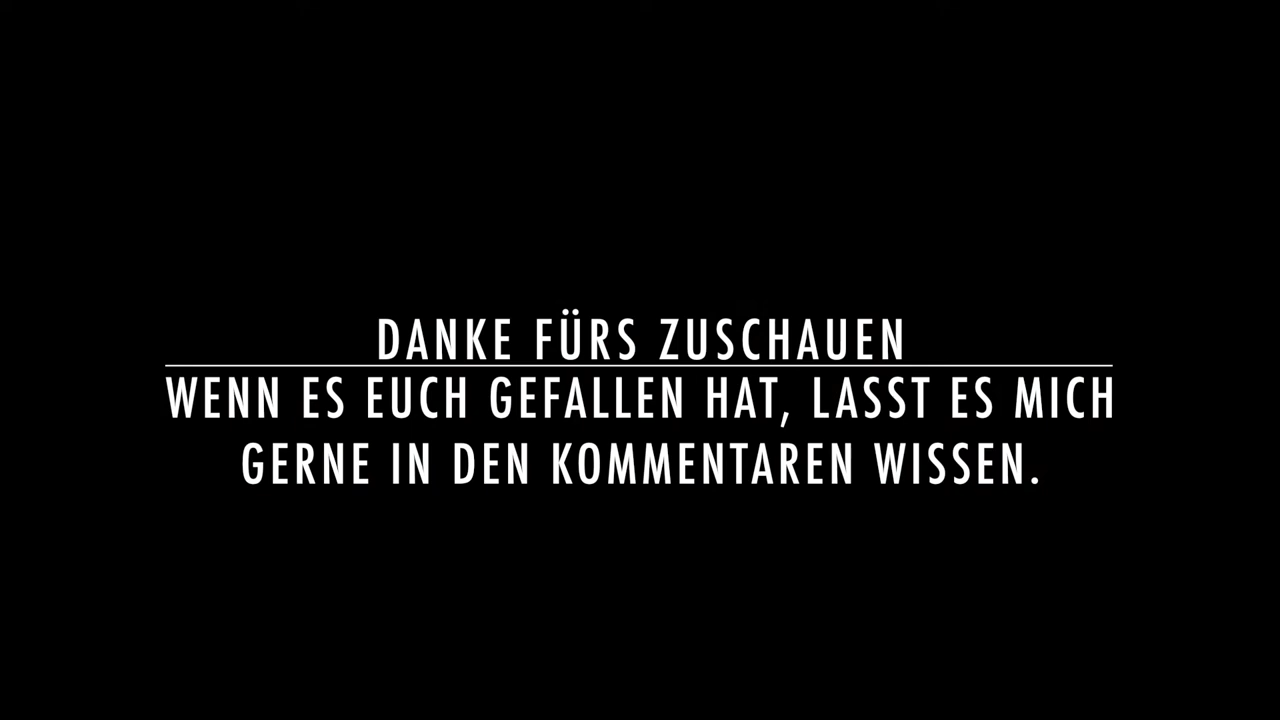 DANKE FÜRS ZUSCHAUEN
WENN ES EUCH GEFALLEN HAT, LASST ES MICH
GERNE IN DEN KOMMENTAREN WISSEN.